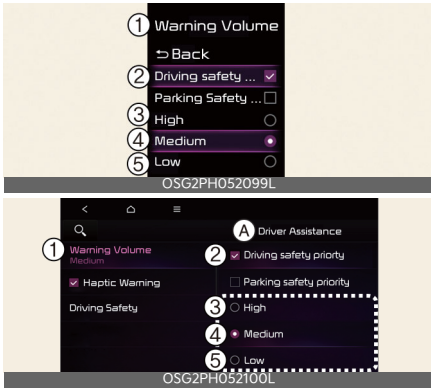 ① Warning Volume
⮌ Back
② Driving safety ...
Parking Safety ...
③ High
④ Medium
⑤ Low
OSG2PH052099L
Ⓐ Driver Assistance
① Warning Volume
Medium
② Driving safety priorty
Haptic Warning
Parking safety priority
Driving Safety
③ High
④ Medium
⑤ Low
OSG2PH052100L